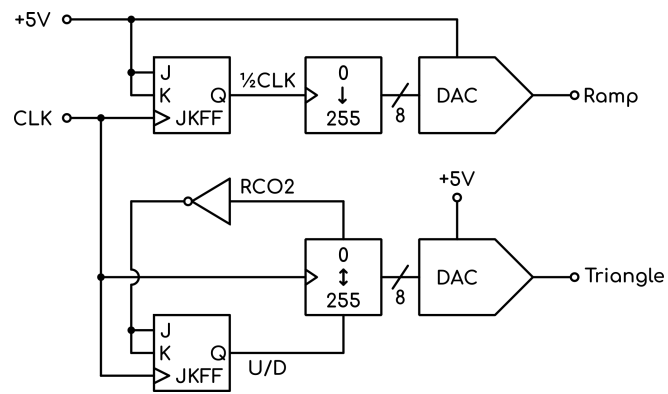 +5V
J
K
Q
JKFF
½CLK
0
↓
255
8
DAC
Ramp
CLK
RCO2
+5V
0
↕
255
8
DAC
Triangle
J
K
Q
JKFF
U/D